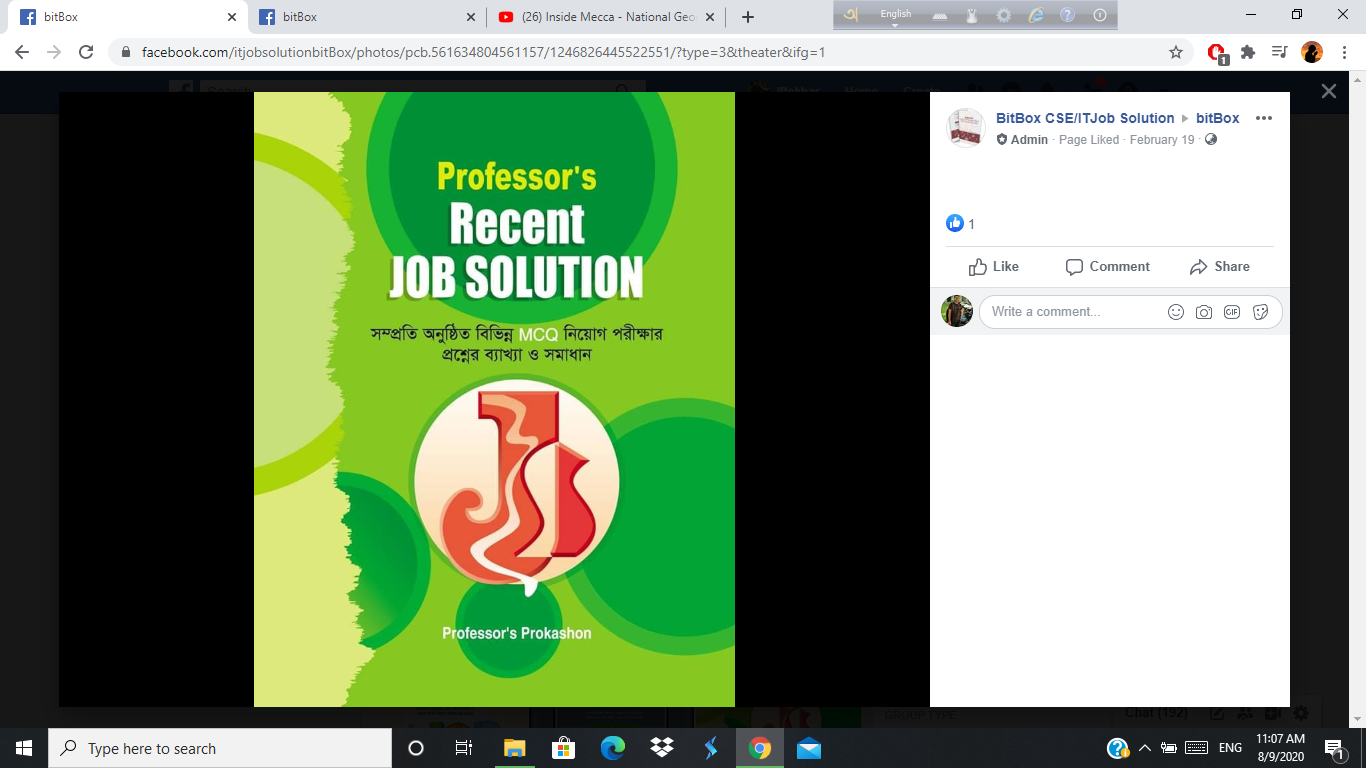 bitBox
bitBox
(26) Inside Mecca - National Geo
English
facebook.com/itjobsolutionbitBox/photos/pcb.561634804561157/1246826445522551/?type=3&theater&ifg=1
1
Professor's
Recent
JOB SOLUTION
সম্প্রতি অনুষ্ঠিত বিভিন্ন MCQ নিয়োগ পরীক্ষার
প্রশ্নের ব্যাখ্যা ও সমাধান
Professor's Prokashon
BitBox CSE/ITJob Solution bitBox
Admin · Page Liked · February 19 ·
1
Like Comment Share
Write a comment...
GIF
GROUP TYPE
Chat (192)
Type here to search
ENG
11:07 AM
8/9/2020
1